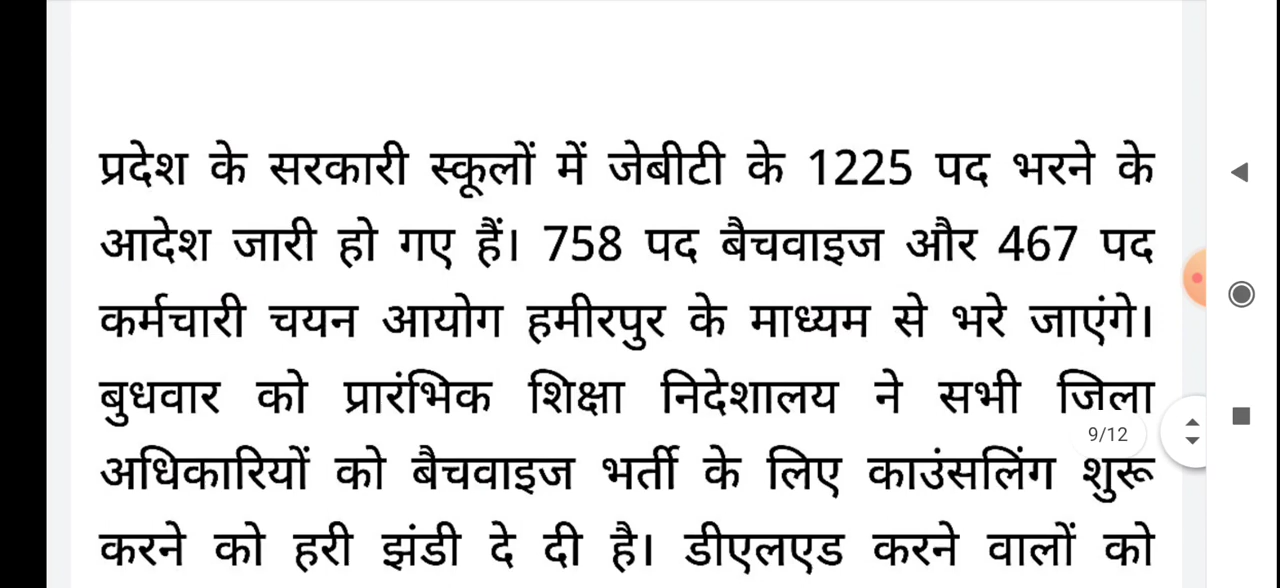 प्रदेश के सरकारी स्कूलों में जेबीटी के 1225 पद भरने के
आदेश जारी हो गए हैं। 758 पद बैचवाइज और 467 पद
कर्मचारी चयन आयोग हमीरपुर के माध्यम से भरे जाएंगे।
बुधवार को प्रारंभिक शिक्षा निदेशालय ने सभी जिला
9/12
अधिकारियों को बैचवाइज भर्ती के लिए काउंसलिंग शुरू
करने को हरी झंडी दे दी है। डीएलएड करने वालों को